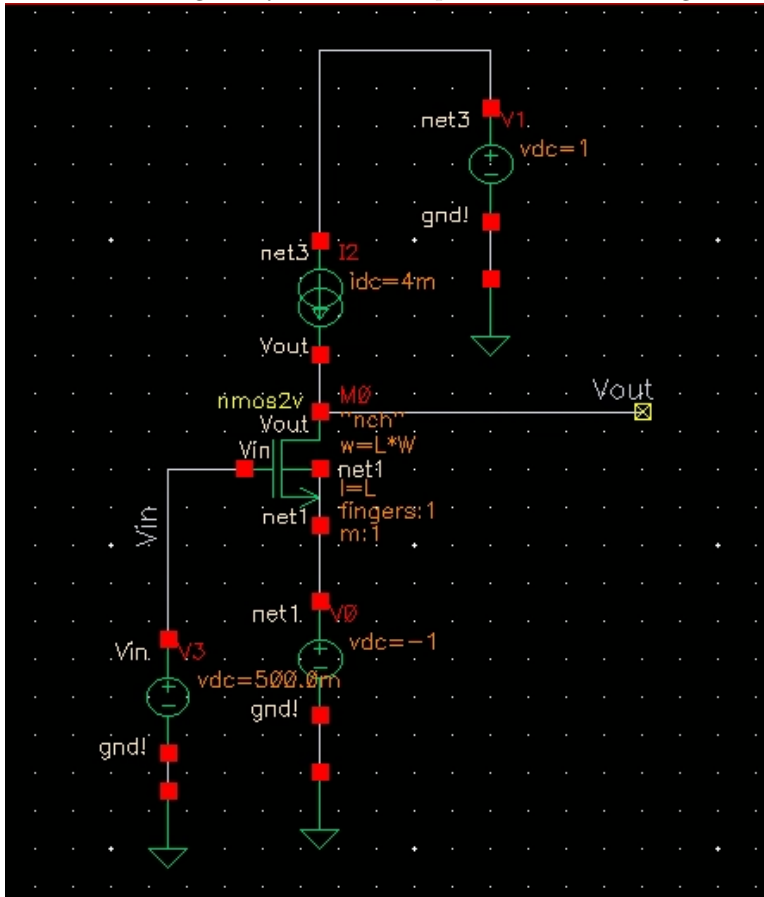 net3 V1
vdc=1
gnd!
net3 I2
idc=4m
Vout
Vout
nmos2v M0
Vout "nch"
w=L*W
Vin net1
l=L
net1 fingers:1
m:1
Vin
net1 V0
vdc=-1
Vin V3
vdc=500.0m
gnd!
gnd!